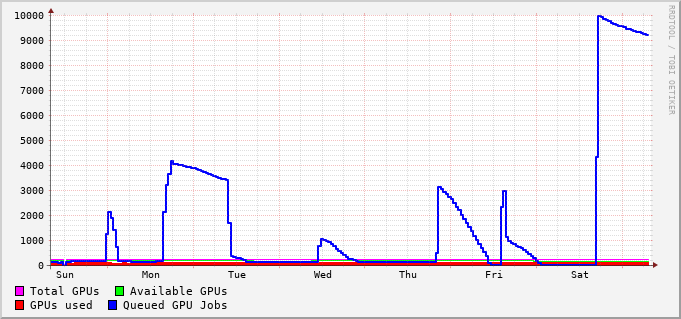 10000
9000
8000
7000
6000
5000
4000
3000
2000
1000
0
Sun Mon Tue Wed Thu Fri Sat
Total GPUs Available GPUs
GPUs used Queued GPU Jobs
RRDTOOL / TOBI OETIKER